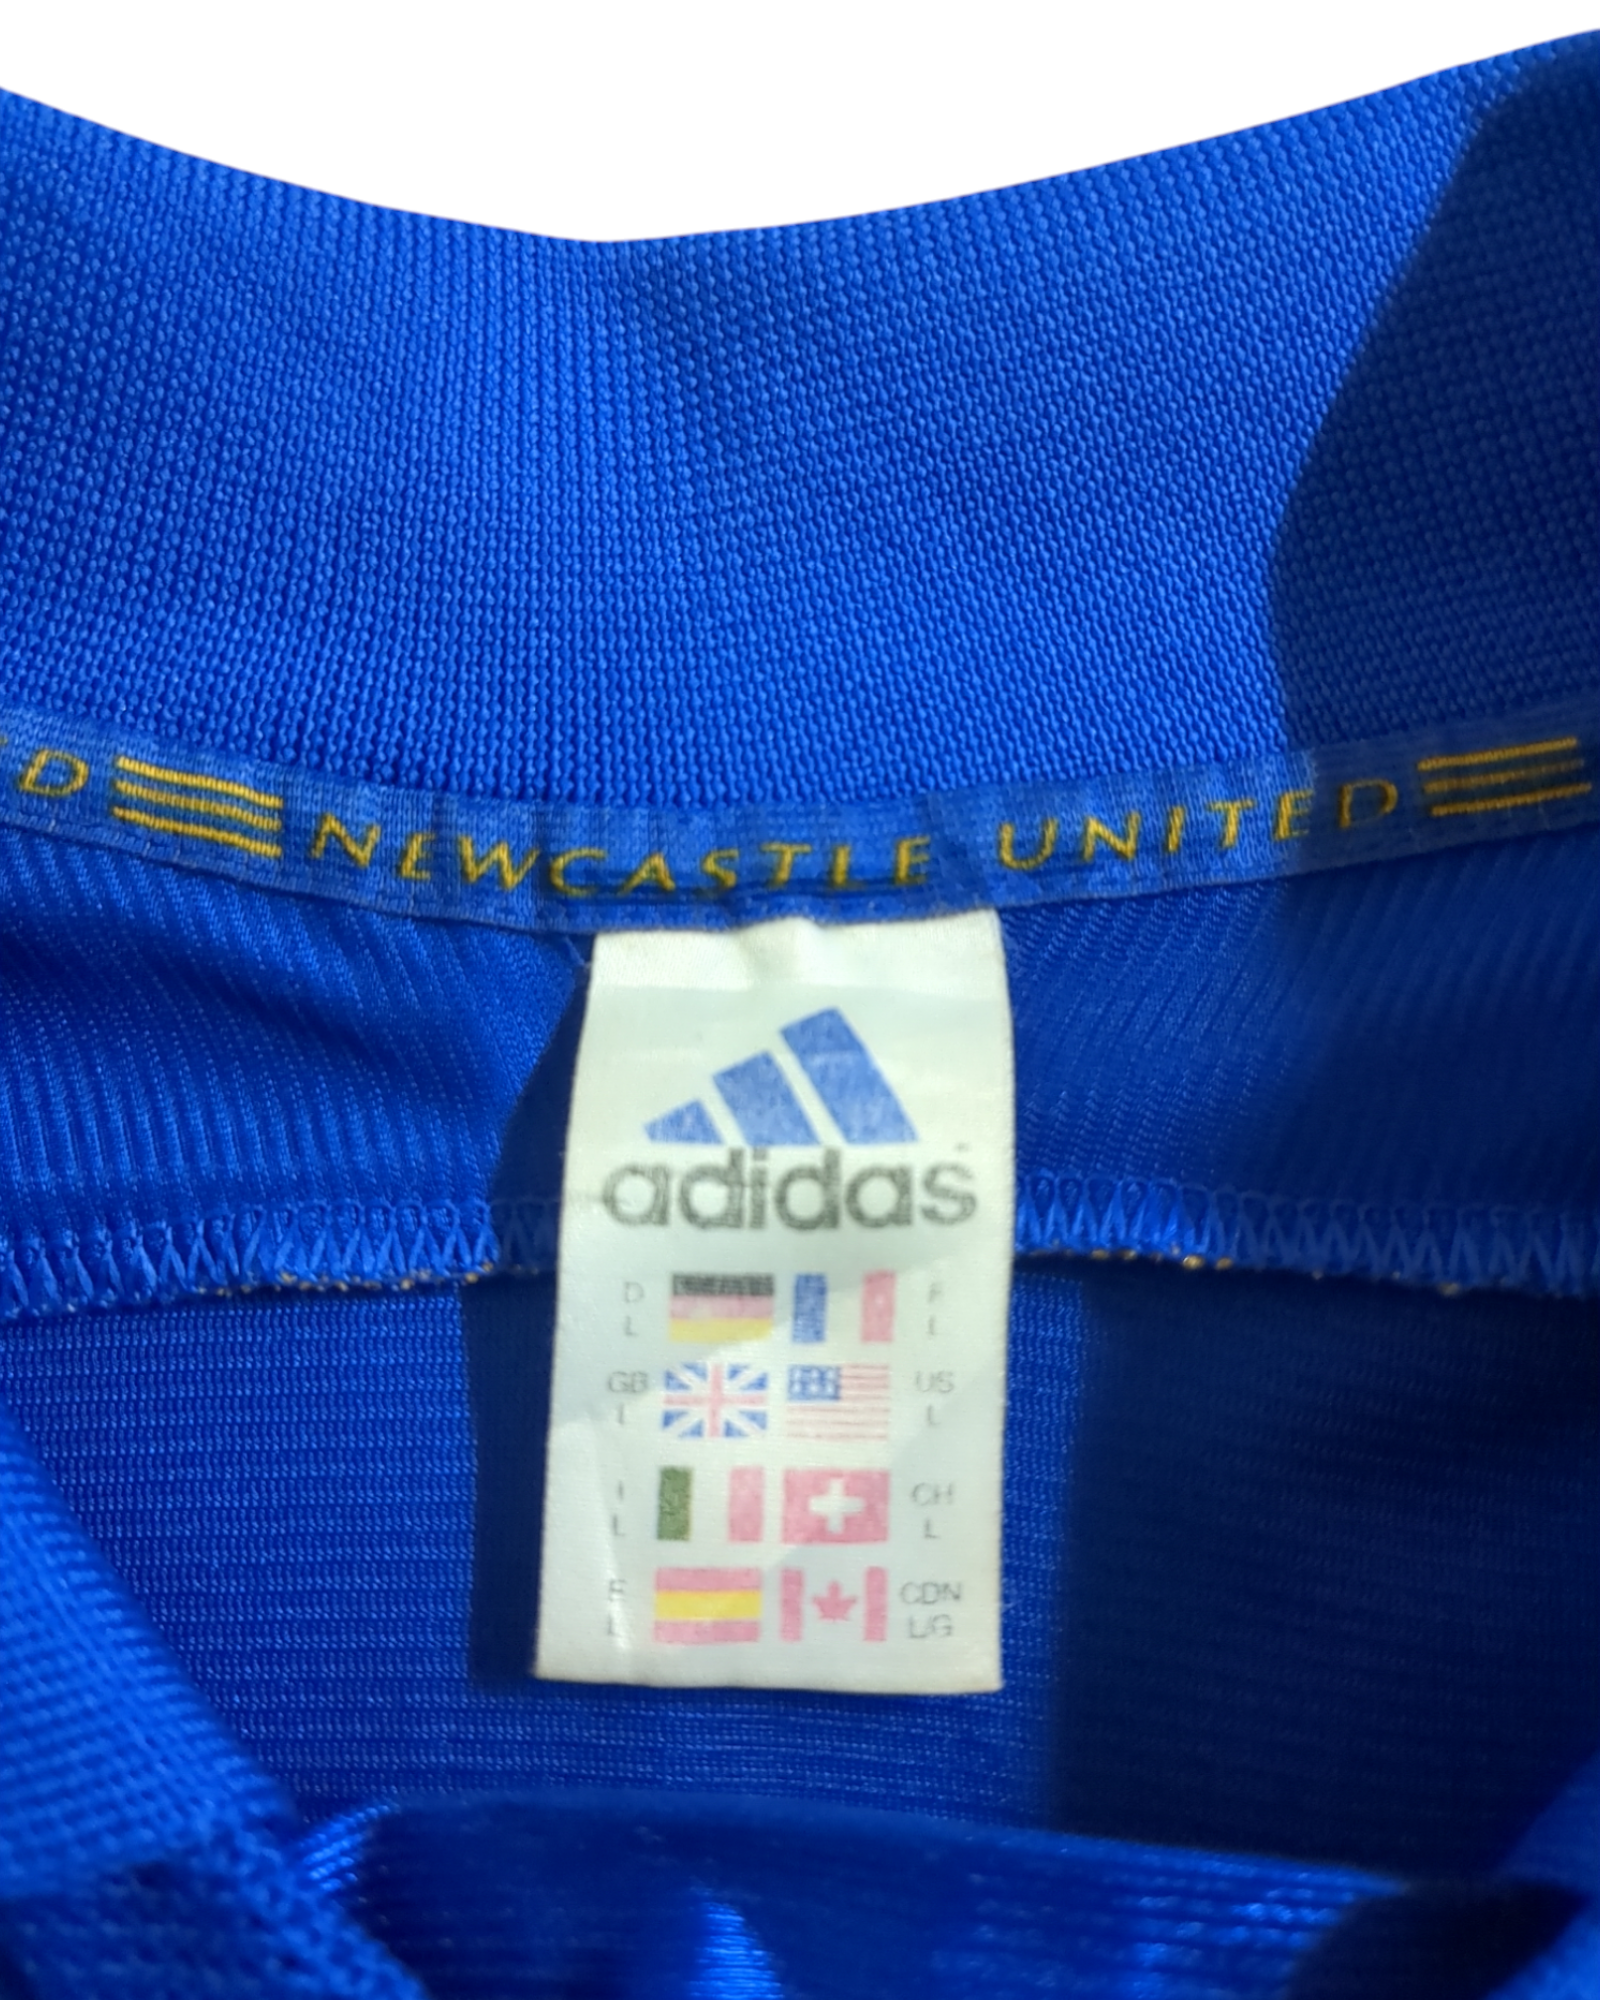 D NEWCASTLE UNITED
adidas
D F
L L
GB US
L L
I CH
L L
E CDN
L L/G